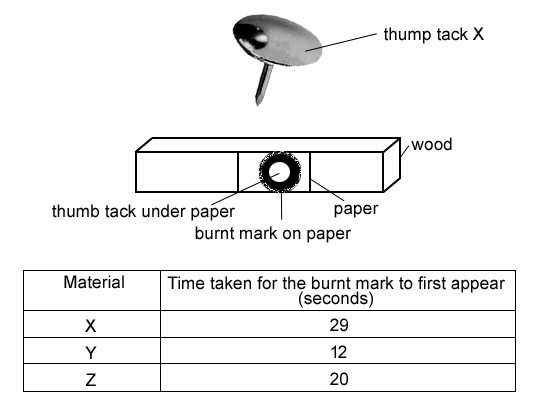 thump tack X
wood
thumb tack under paper
paper
burnt mark on paper
Material
Time taken for the burnt mark to first appear
(seconds)
X
29
Y
12
Z
20